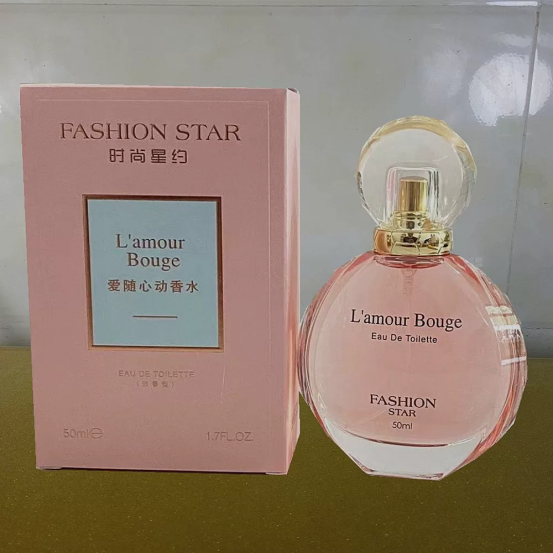 FASHION STAR
时尚星约
L'amour
Bouge
爱随心动香水
EAU DE TOILETTE
50ml℮
1.7FL.OZ.
L'amour Bouge
Eau De Toilette
FASHION
STAR
50ml